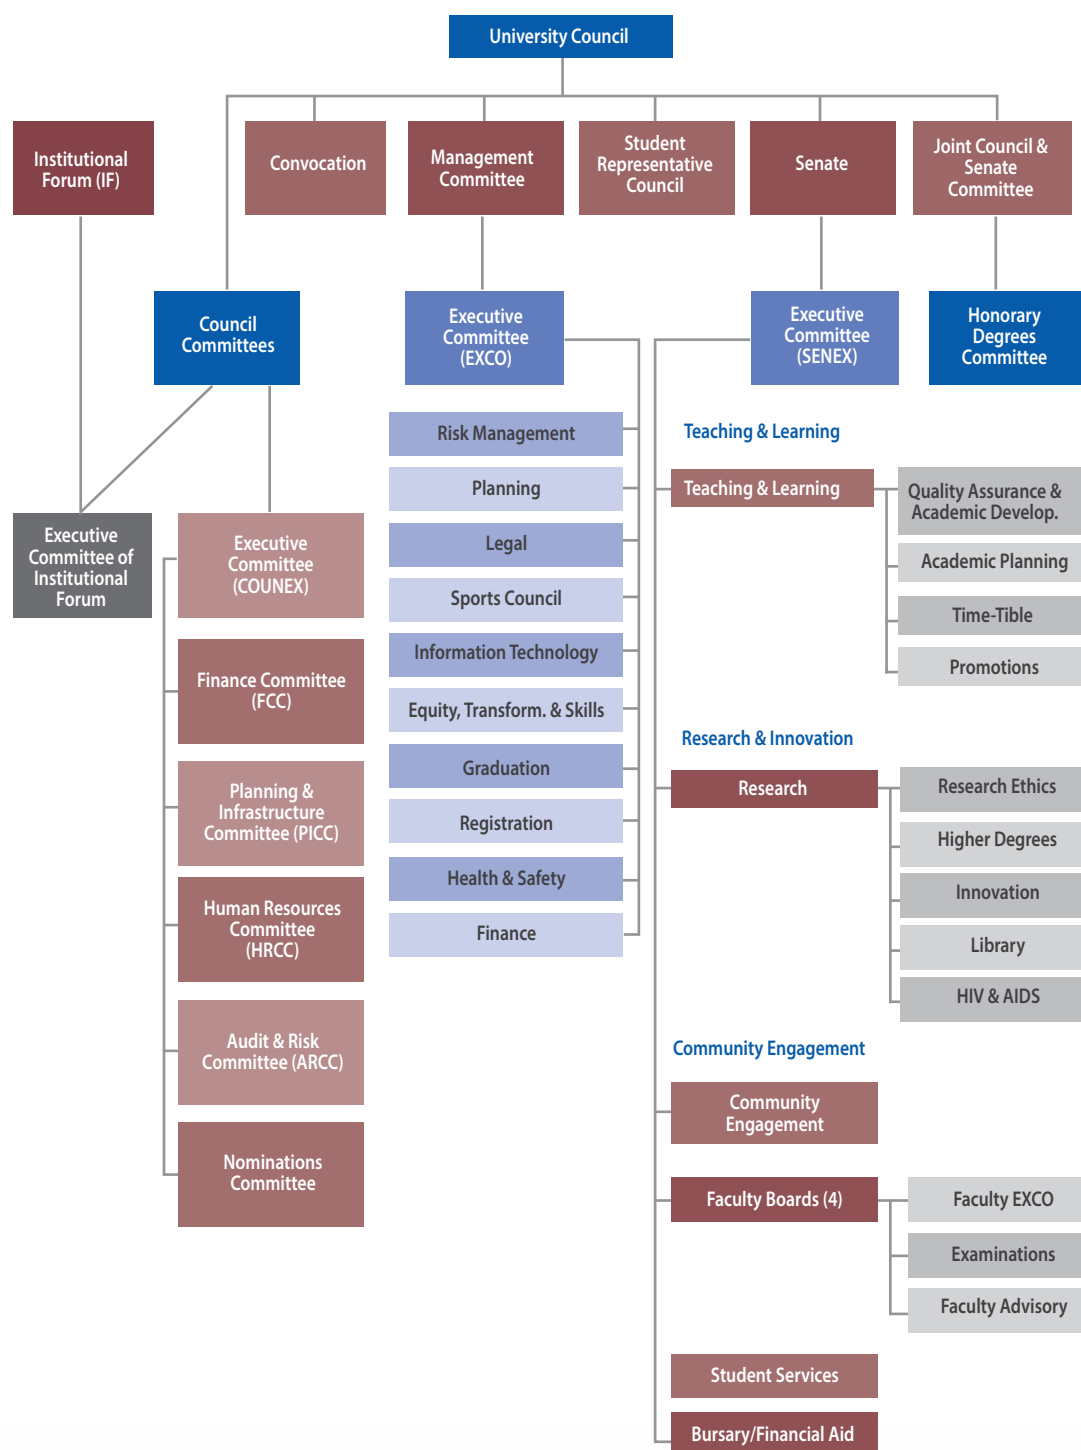 University Council
Institutional
Forum (IF)
Convocation
Management
Committee
Student
Representative
Council
Senate
Joint Council &
Senate
Committee
Council
Committees
Executive
Committee
(EXCO)
Executive
Committee
(SENEX)
Honorary
Degrees
Committee
Executive
Committee of
Institutional
Forum
Executive
Committee
(COUNEX)
Finance Committee
(FCC)
Planning &
Infrastructure
Committee (PICC)
Human Resources
Committee
(HRCC)
Audit & Risk
Committee (ARCC)
Nominations
Committee
Risk Management
Planning
Legal
Sports Council
Information Technology
Equity, Transform. & Skills
Graduation
Registration
Health & Safety
Finance
Teaching & Learning
Teaching & Learning
Quality Assurance &
Academic Develop.
Academic Planning
Time-Tible
Promotions
Research & Innovation
Research
Research Ethics
Higher Degrees
Innovation
Library
HIV & AIDS
Community Engagement
Community
Engagement
Faculty Boards (4)
Faculty EXCO
Examinations
Faculty Advisory
Student Services
Bursary/Financial Aid